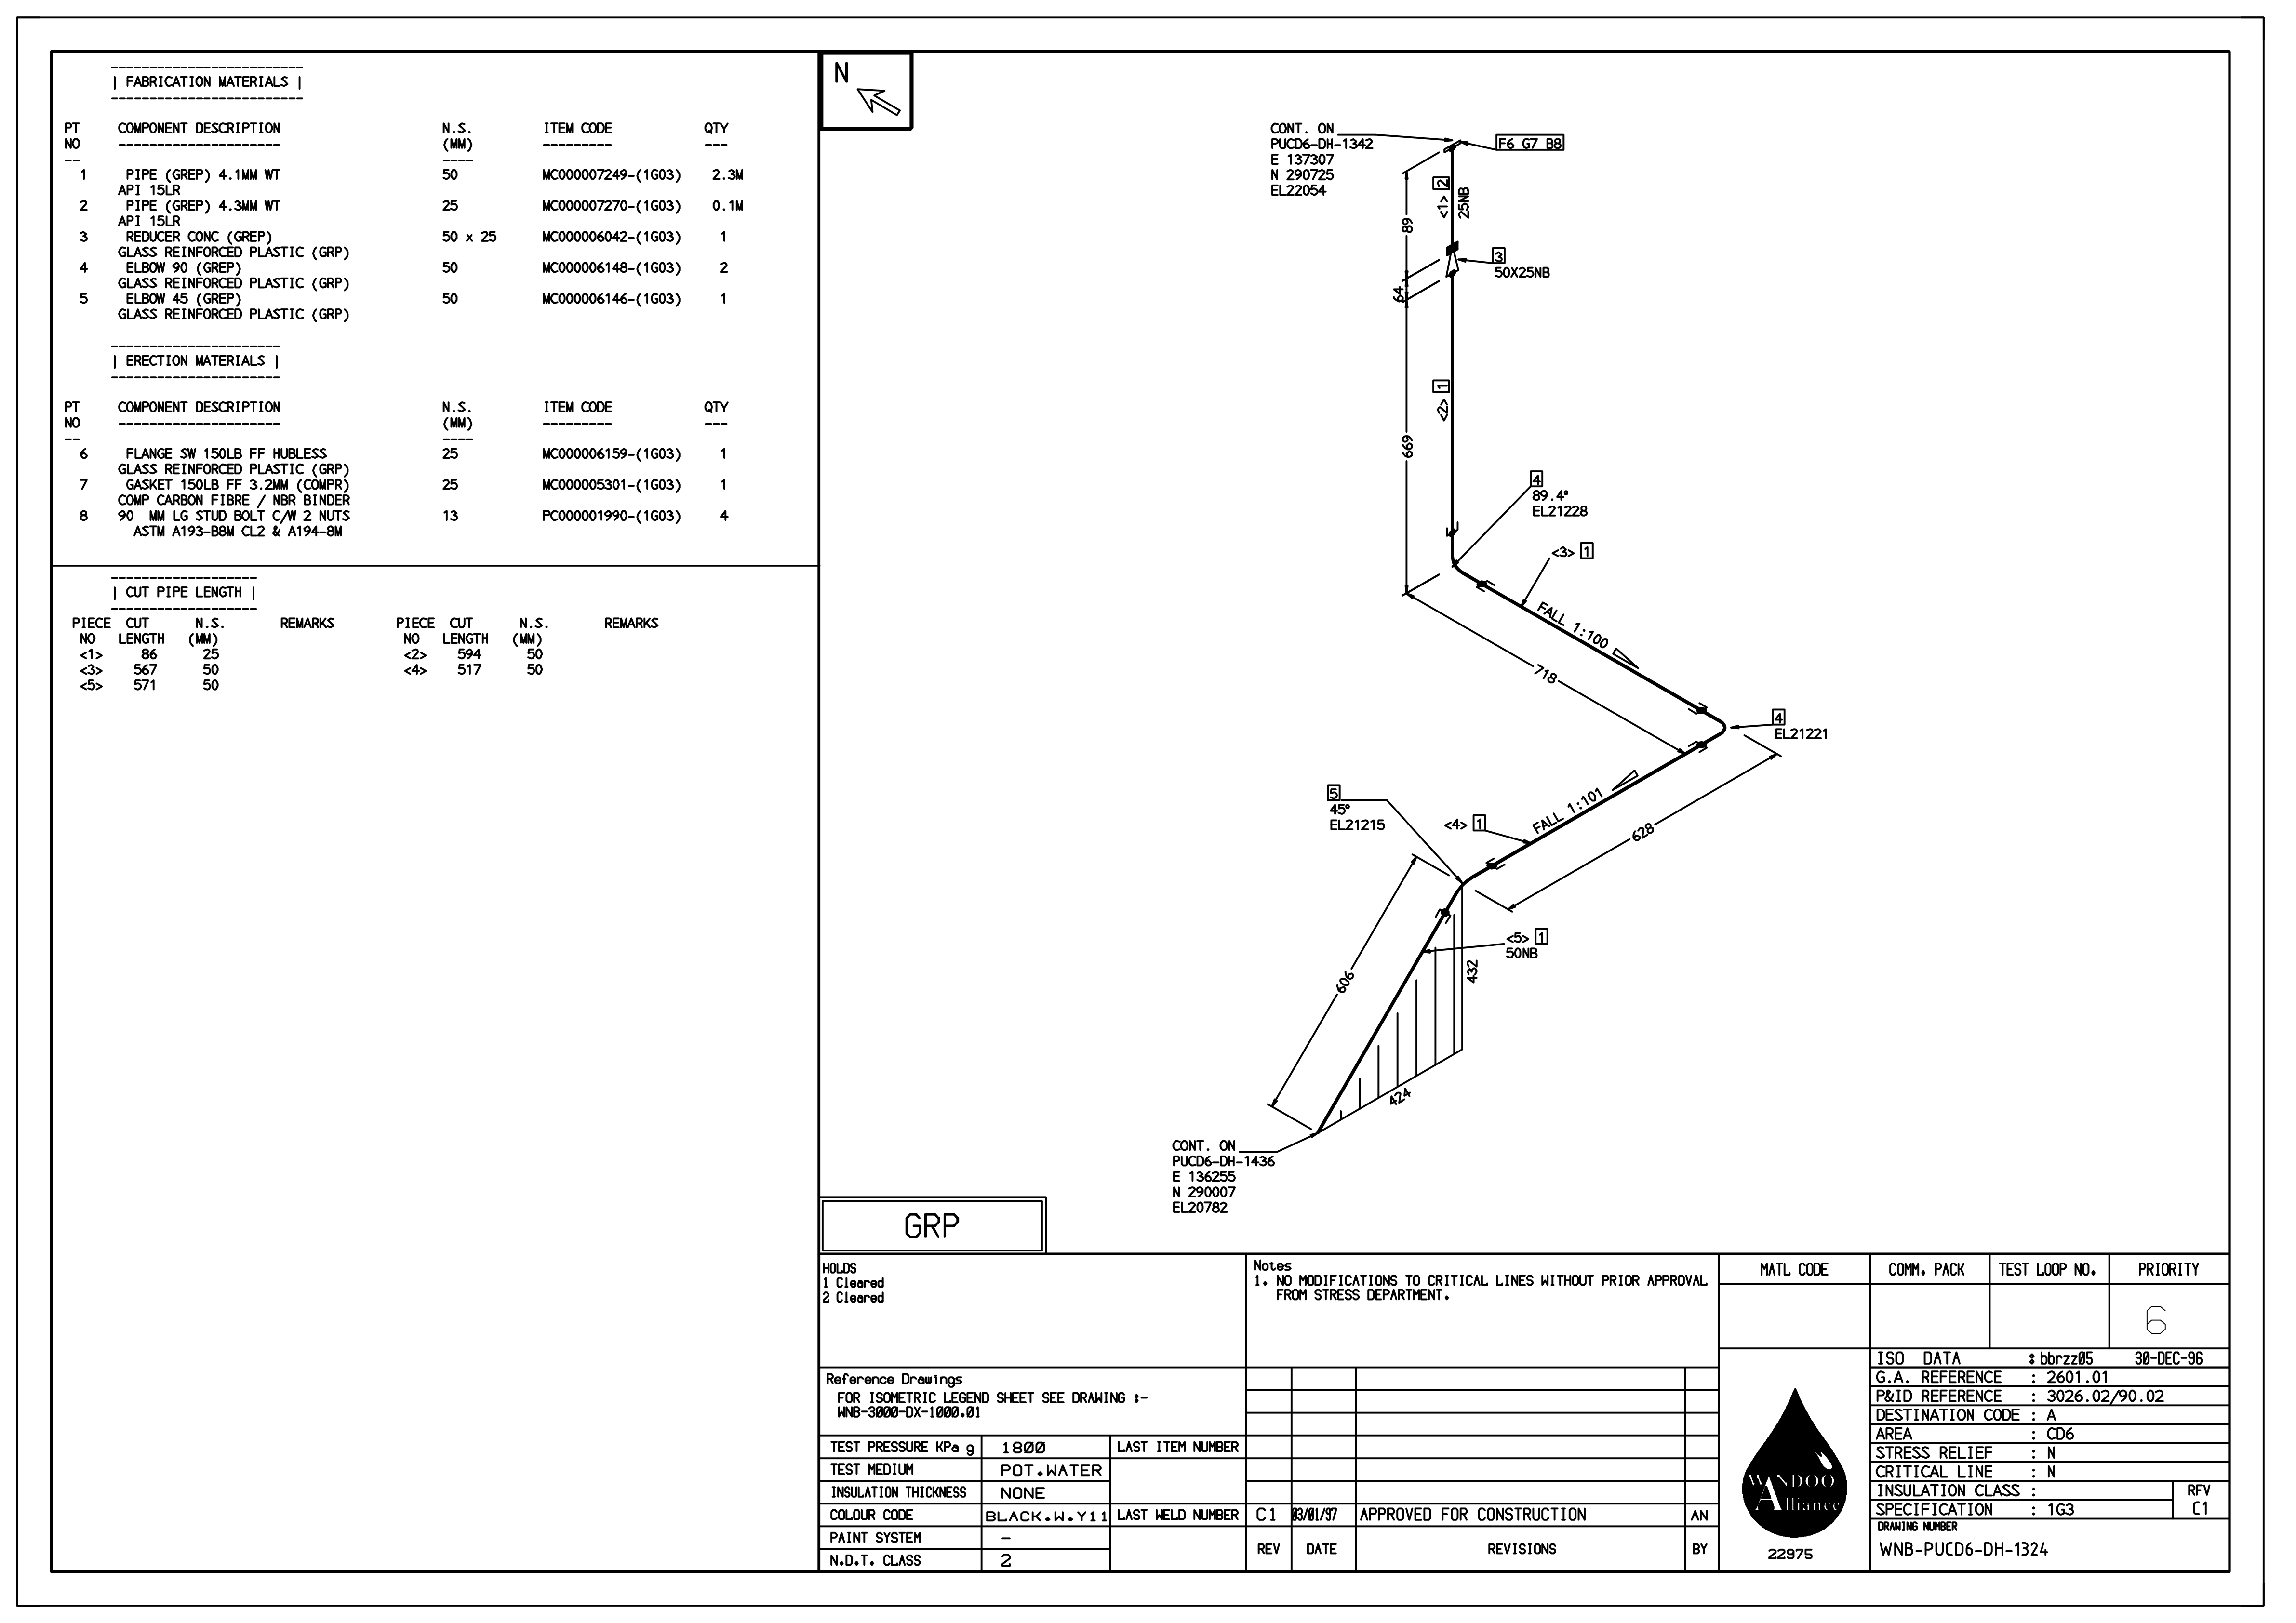 | FABRICATION MATERIALS |
PT NO COMPONENT DESCRIPTION N.S. (MM) ITEM CODE QTY
1 PIPE (GREP) 4.1MM WT 50 MC000007249-(1G03) 2.3M
API 15LR
2 PIPE (GREP) 4.3MM WT 25 MC000007270-(1G03) 0.1M
API 15LR
3 REDUCER CONC (GREP) 50 x 25 MC000006042-(1G03) 1
GLASS REINFORCED PLASTIC (GRP)
4 ELBOW 90 (GREP) 50 MC000006148-(1G03) 2
GLASS REINFORCED PLASTIC (GRP)
5 ELBOW 45 (GREP) 50 MC000006146-(1G03) 1
GLASS REINFORCED PLASTIC (GRP)
| ERECTION MATERIALS |
PT NO COMPONENT DESCRIPTION N.S. (MM) ITEM CODE QTY
6 FLANGE SW 150LB FF HUBLESS 25 MC000006159-(1G03) 1
GLASS REINFORCED PLASTIC (GRP)
7 GASKET 150LB FF 3.2MM (COMPR) 25 MC000005301-(1G03) 1
COMP CARBON FIBRE / NBR BINDER
8 90 MM LG STUD BOLT C/W 2 NUTS 13 PC000001990-(1G03) 4
ASTM A193-B8M CL2 & A194-8M
| CUT PIPE LENGTH |
PIECE CUT N.S. REMARKS PIECE CUT N.S. REMARKS
NO LENGTH (MM) NO LENGTH (MM)
<1> 86 25 <2> 594 50
<3> 567 50 <4> 517 50
<5> 571 50
N
CONT. ON
PUCD6-DH-1342
E 137307
N 290725
EL22054
F6 G7 B8
<1> 2
25NB
89
3
50X25NB
64
<2> 1
669
4
89.4°
EL21228
<3> 1
FALL 1:100
718
4
EL21221
5
45°
EL21215
<4> 1
FALL 1:101
628
<5> 1
50NB
432
606
424
CONT. ON
PUCD6-DH-1436
E 136255
N 290007
EL20782
GRP
HOLDS
1 Cleared
2 Cleared
Notes
1. NO MODIFICATIONS TO CRITICAL LINES WITHOUT PRIOR APPROVAL
FROM STRESS DEPARTMENT.
Reference Drawings
FOR ISOMETRIC LEGEND SHEET SEE DRAWING :-
WNB-3000-DX-1000.01
TEST PRESSURE KPa g 1800 LAST ITEM NUMBER
TEST MEDIUM POT.WATER
INSULATION THICKNESS NONE
COLOUR CODE BLACK.W.Y11 LAST WELD NUMBER
PAINT SYSTEM -
N.D.T. CLASS 2
C1 03/01/97 APPROVED FOR CONSTRUCTION AN
REV DATE REVISIONS BY
MATL CODE COMM. PACK TEST LOOP NO. PRIORITY
6
WANDOO
Alliance
22975
ISO DATA : bbrzz05 30-DEC-96
G.A. REFERENCE : 2601.01
P&ID REFERENCE : 3026.02/90.02
DESTINATION CODE : A
AREA : CD6
STRESS RELIEF : N
CRITICAL LINE : N
INSULATION CLASS :
SPECIFICATION : 1G3
RFV
C1
DRAWING NUMBER
WNB-PUCD6-DH-1324